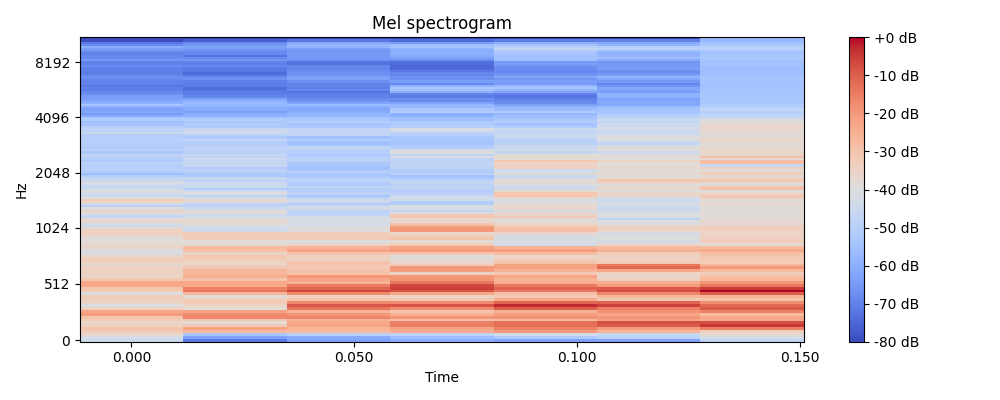 Mel spectrogram
Hz
8192
4096
2048
1024
512
0
0.000
0.050
0.100
0.150
Time
+0 dB
-10 dB
-20 dB
-30 dB
-40 dB
-50 dB
-60 dB
-70 dB
-80 dB